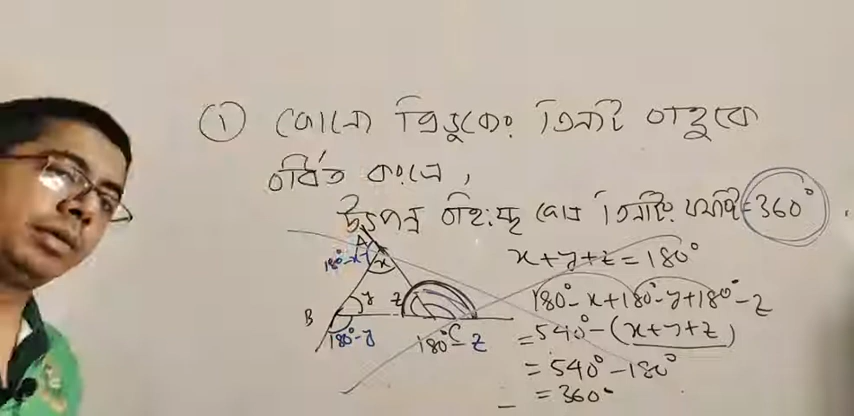 ① কোনো ত্রিভুজের তিনটি বাহুকে
বর্ধিত করলে,
উৎপন্ন বহিঃস্থ কোণ তিনটির সমষ্টি = 360°
x+y+z = 180°
A
180°-x
x
180°-x+180°-y+180°-z
B
y
z
C
= 540°-(x+y+z)
180°-y
180°-z
= 540°-180°
= 360°